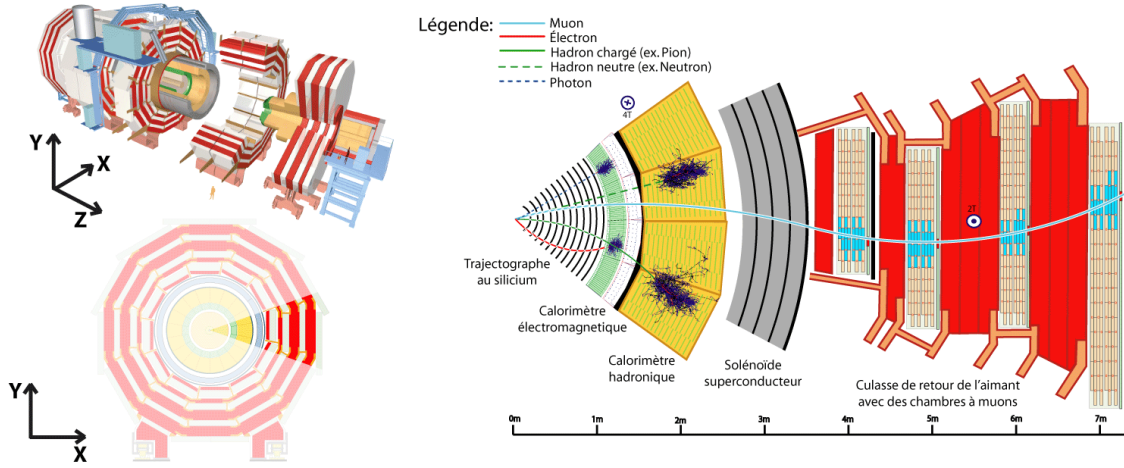 Légende:
Muon
Électron
Hadron chargé (ex. Pion)
Hadron neutre (ex. Neutron)
Photon
Y
X
Z
4T
2T
Trajectographe
au silicium
Calorimètre
électromagnetique
Calorimètre
hadronique
Solénoïde
superconducteur
Culasse de retour de l'aimant
avec des chambres à muons
Y
X
0m
1m
2m
3m
4m
5m
6m
7m